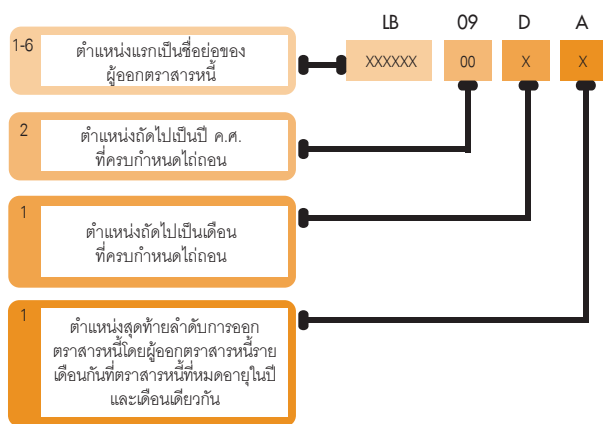 LB 09 D A
XXXXXX 00 X X
1-6
ตำแหน่งแรกเป็นชื่อย่อของ
ผู้ออกตราสารหนี้
2
ตำแหน่งถัดไปเป็นปี ค.ศ.
ที่ครบกำหนดไถ่ถอน
1
ตำแหน่งถัดไปเป็นเดือน
ที่ครบกำหนดไถ่ถอน
1
ตำแหน่งสุดท้ายลำดับการออก
ตราสารหนี้โดยผู้ออกตราสารหนี้ราย
เดือนกันที่ตราสารหนี้ที่หมดอายุในปี
และเดือนเดียวกัน